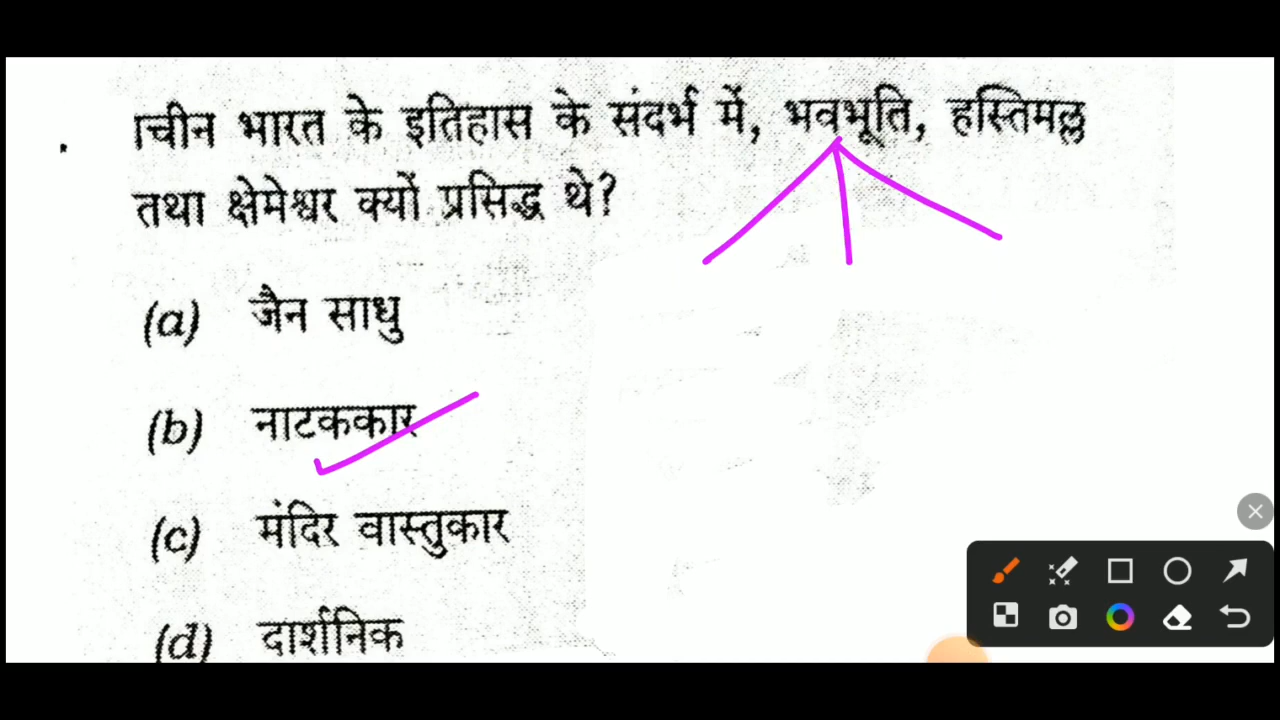 .
ाचीन भारत के इतिहास के संदर्भ में, भवभूति, हस्तिमल्ल
तथा क्षेमेश्वर क्यों प्रसिद्ध थे?
(a) जैन साधु
(b) नाटककार
(c) मंदिर वास्तुकार
(d) दार्शनिक